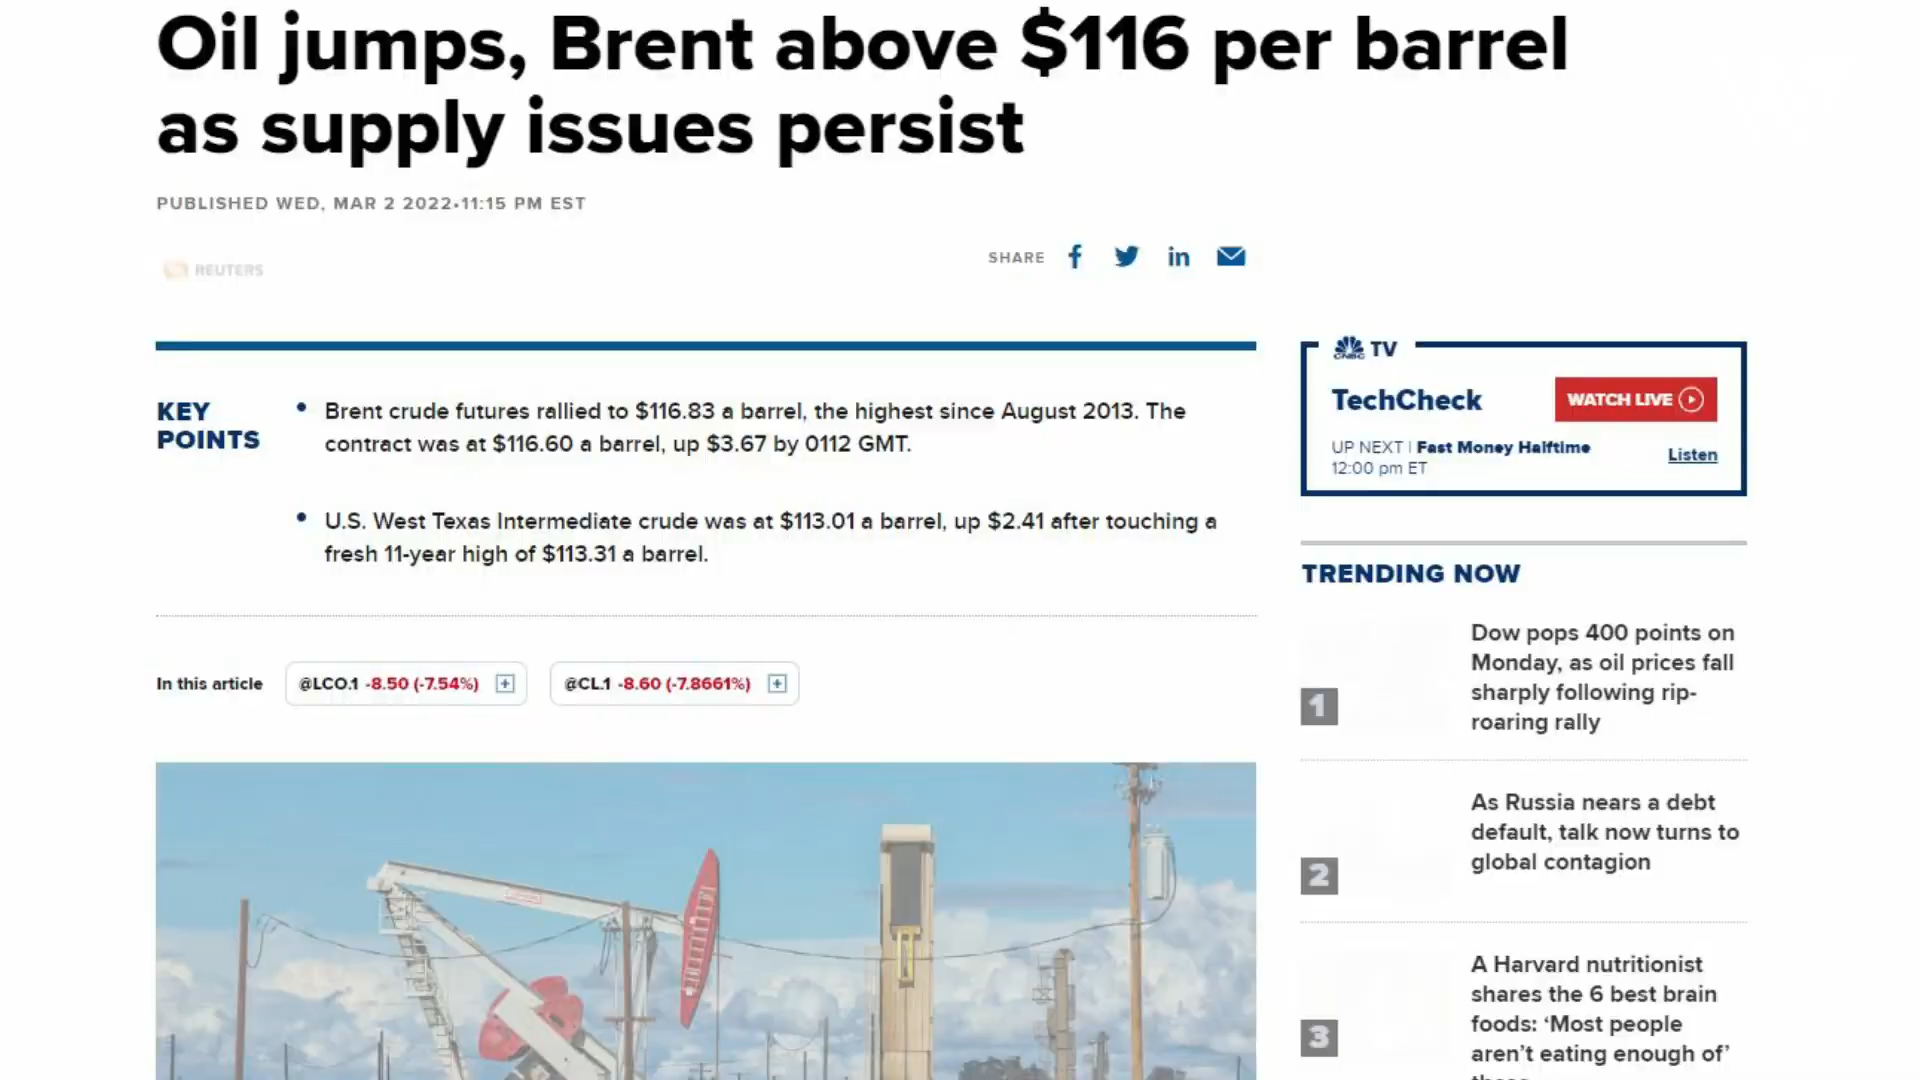 Oil jumps, Brent above $116 per barrel
as supply issues persist
PUBLISHED WED, MAR 2 2022•11:15 PM EST
REUTERS
SHARE
KEY
POINTS
• Brent crude futures rallied to $116.83 a barrel, the highest since August 2013. The
contract was at $116.60 a barrel, up $3.67 by 0112 GMT.
• U.S. West Texas Intermediate crude was at $113.01 a barrel, up $2.41 after touching a
fresh 11-year high of $113.31 a barrel.
In this article
@LCO.1 -8.50 (-7.54%)
@CL.1 -8.60 (-7.8661%)
CNBC TV
TechCheck
WATCH LIVE
UP NEXT | Fast Money Halftime
12:00 pm ET
Listen
TRENDING NOW
1
Dow pops 400 points on
Monday, as oil prices fall
sharply following rip-
roaring rally
2
As Russia nears a debt
default, talk now turns to
global contagion
3
A Harvard nutritionist
shares the 6 best brain
foods: ‘Most people
aren’t eating enough of’